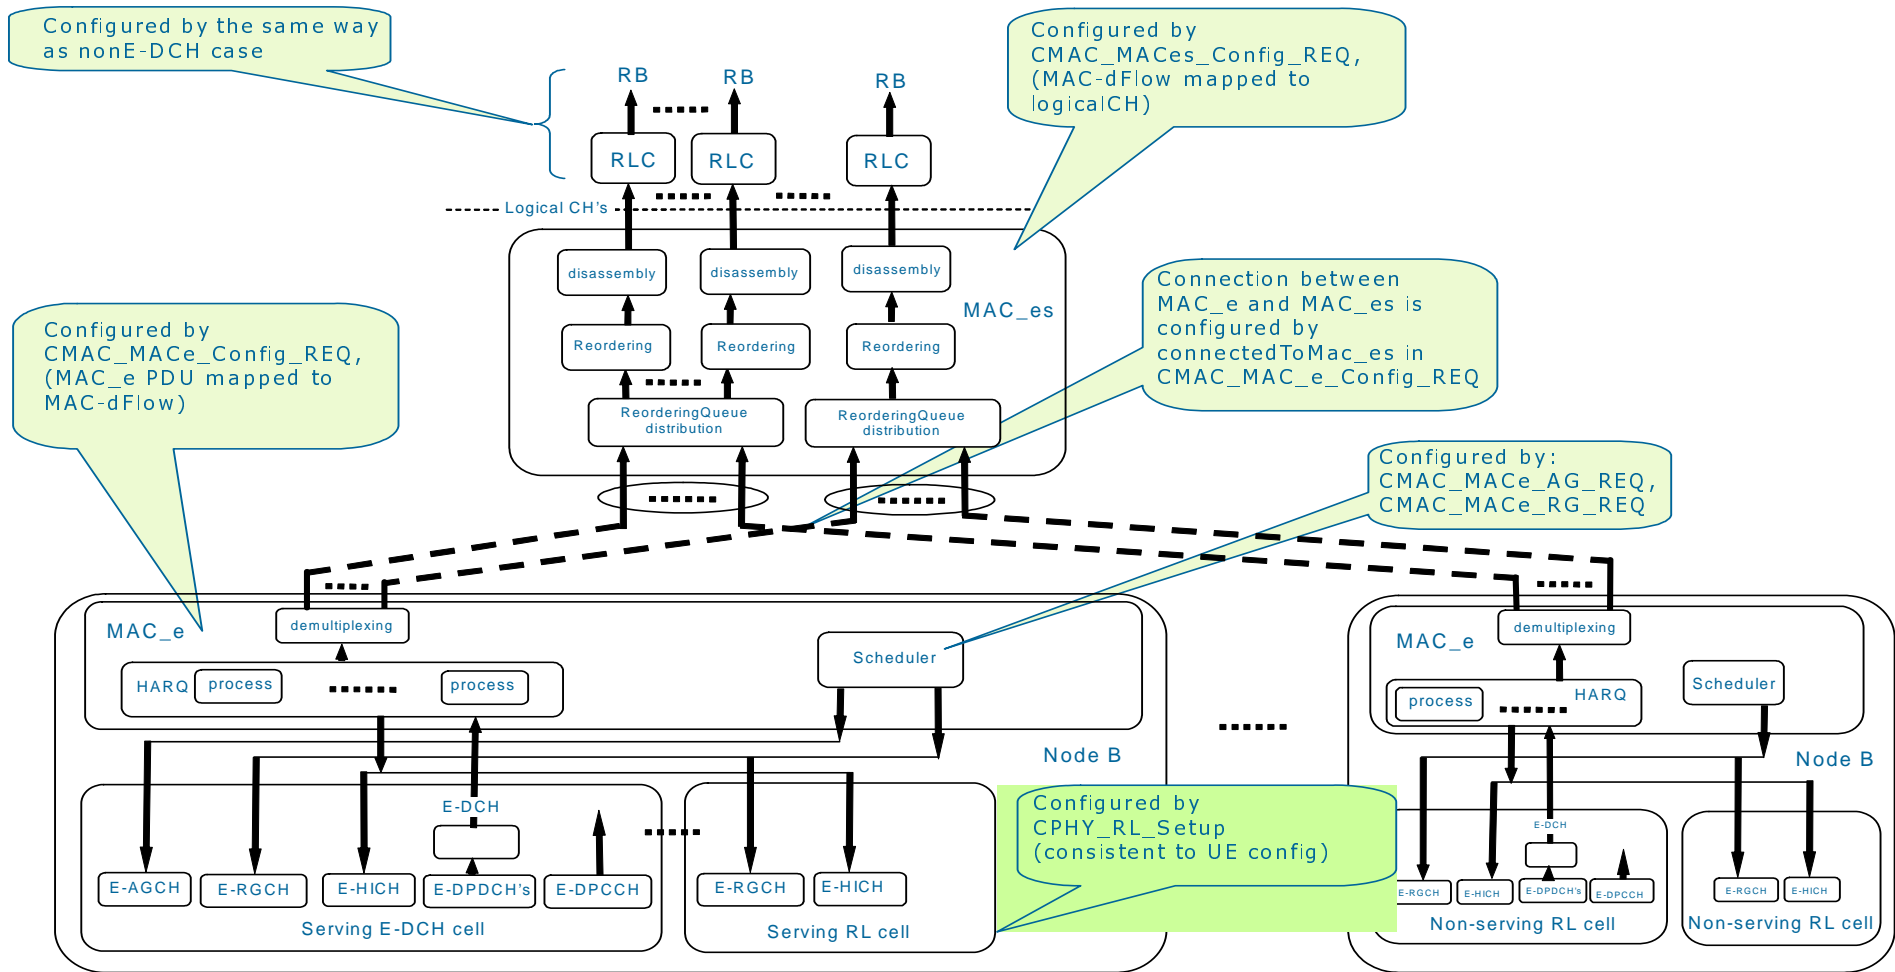 Configured by the same way
as nonE-DCH case
Configured by
CMAC_MACes_Config_REQ,
(MAC-dFlow mapped to
logicalCH)
RB
RB
RB
RLC
RLC
RLC
Logical CH's
disassembly
disassembly
disassembly
MAC_es
Reordering
Reordering
Reordering
ReorderingQueue
distribution
ReorderingQueue
distribution
Connection between
MAC_e and MAC_es is
configured by
connectedToMac_es in
CMAC_MAC_e_Config_REQ
Configured by
CMAC_MACe_Config_REQ,
(MAC_e PDU mapped to
MAC-dFlow)
Configured by:
CMAC_MACe_AG_REQ,
CMAC_MACe_RG_REQ
MAC_e
demultiplexing
Scheduler
HARQ
process
process
Node B
E-DCH
E-AGCH
E-RGCH
E-HICH
E-DPDCH's
E-DPCCH
Serving E-DCH cell
E-RGCH
E-HICH
Serving RL cell
Configured by
CPHY_RL_Setup
(consistent to UE config)
MAC_e
demultiplexing
HARQ
process
Scheduler
Node B
E-DCH
E-RGCH
E-HICH
E-DPDCH's
E-DPCCH
Non-serving RL cell
E-RGCH
E-HICH
Non-serving RL cell